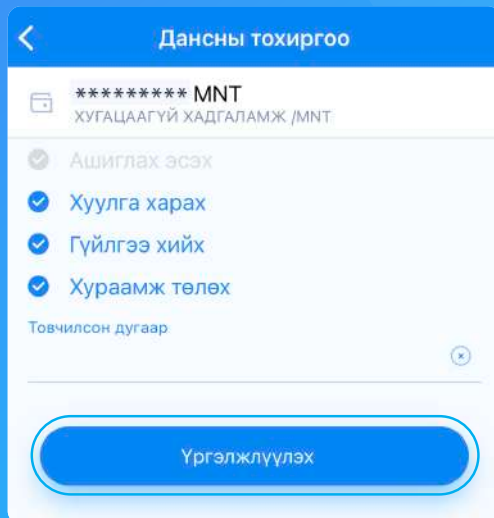 Дансны тохиргоо
********* MNT
ХУГАЦААГҮЙ ХАДГАЛАМЖ /MNT
Ашиглах эсэх
Хуулга харах
Гүйлгээ хийх
Хураамж төлөх
Товчилсон дугаар
Үргэлжлүүлэх